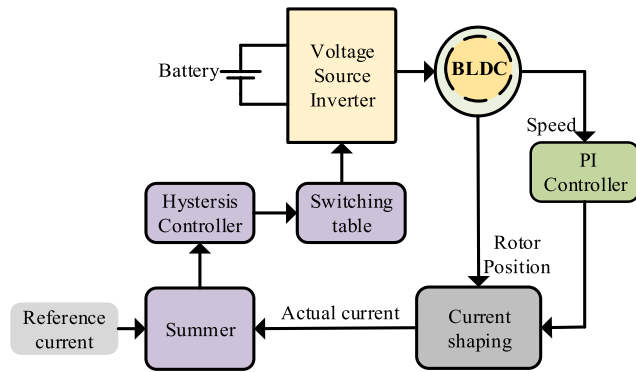 Battery
Voltage
Source
Inverter
BLDC
Speed
PI
Controller
Hystersis
Controller
Switching
table
Rotor
Position
Reference
current
Summer
Actual current
Current
shaping